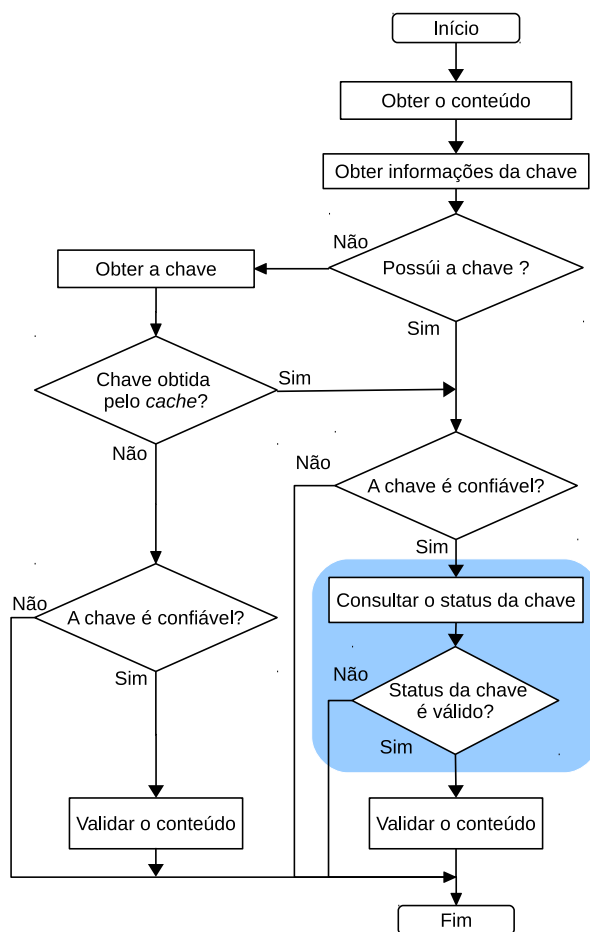 Início
Obter o conteúdo
Obter informações da chave
Não
Possúi a chave ?
Obter a chave
Sim
Chave obtida
pelo cache?
Sim
Não
Não
A chave é confiável?
Sim
Consultar o status da chave
Não
A chave é confiável?
Sim
Não
Status da chave
é válido?
Sim
Validar o conteúdo
Validar o conteúdo
Fim